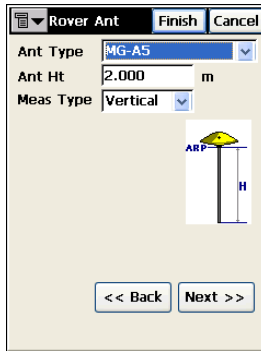 Rover Ant Finish Cancel
Ant Type MG-A5
Ant Ht 2.000 m
Meas Type Vertical
ARP
H
<< Back Next >>